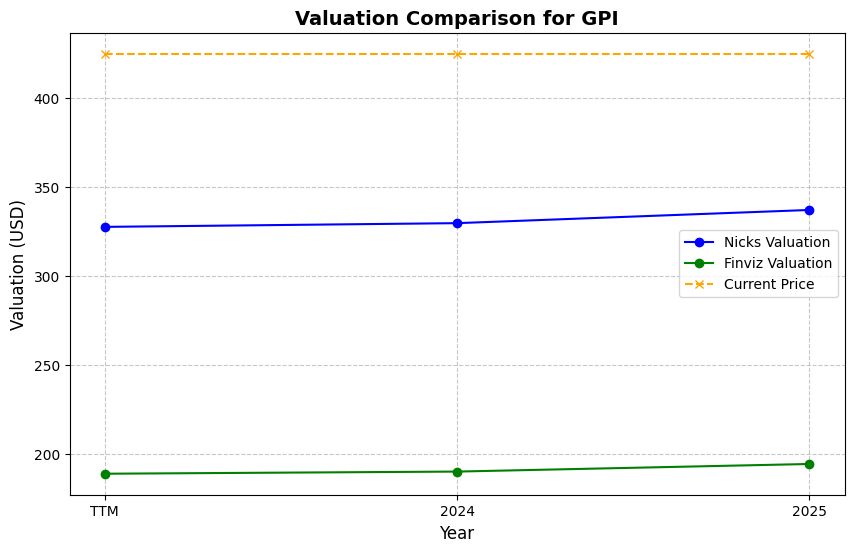 Valuation Comparison for GPI
Valuation (USD)
400
350
300
250
200
Nicks Valuation
Finviz Valuation
Current Price
TTM
2024
2025
Year